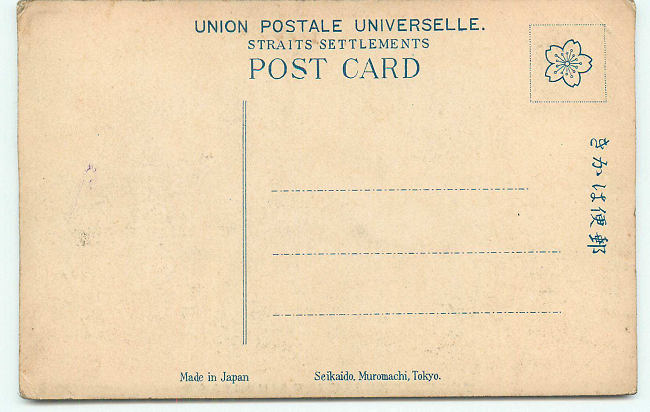 UNION POSTALE UNIVERSELLE.
STRAITS SETTLEMENTS
POST CARD
郵便はかき
Made in Japan
Seikaido, Muromachi, Tokyo.